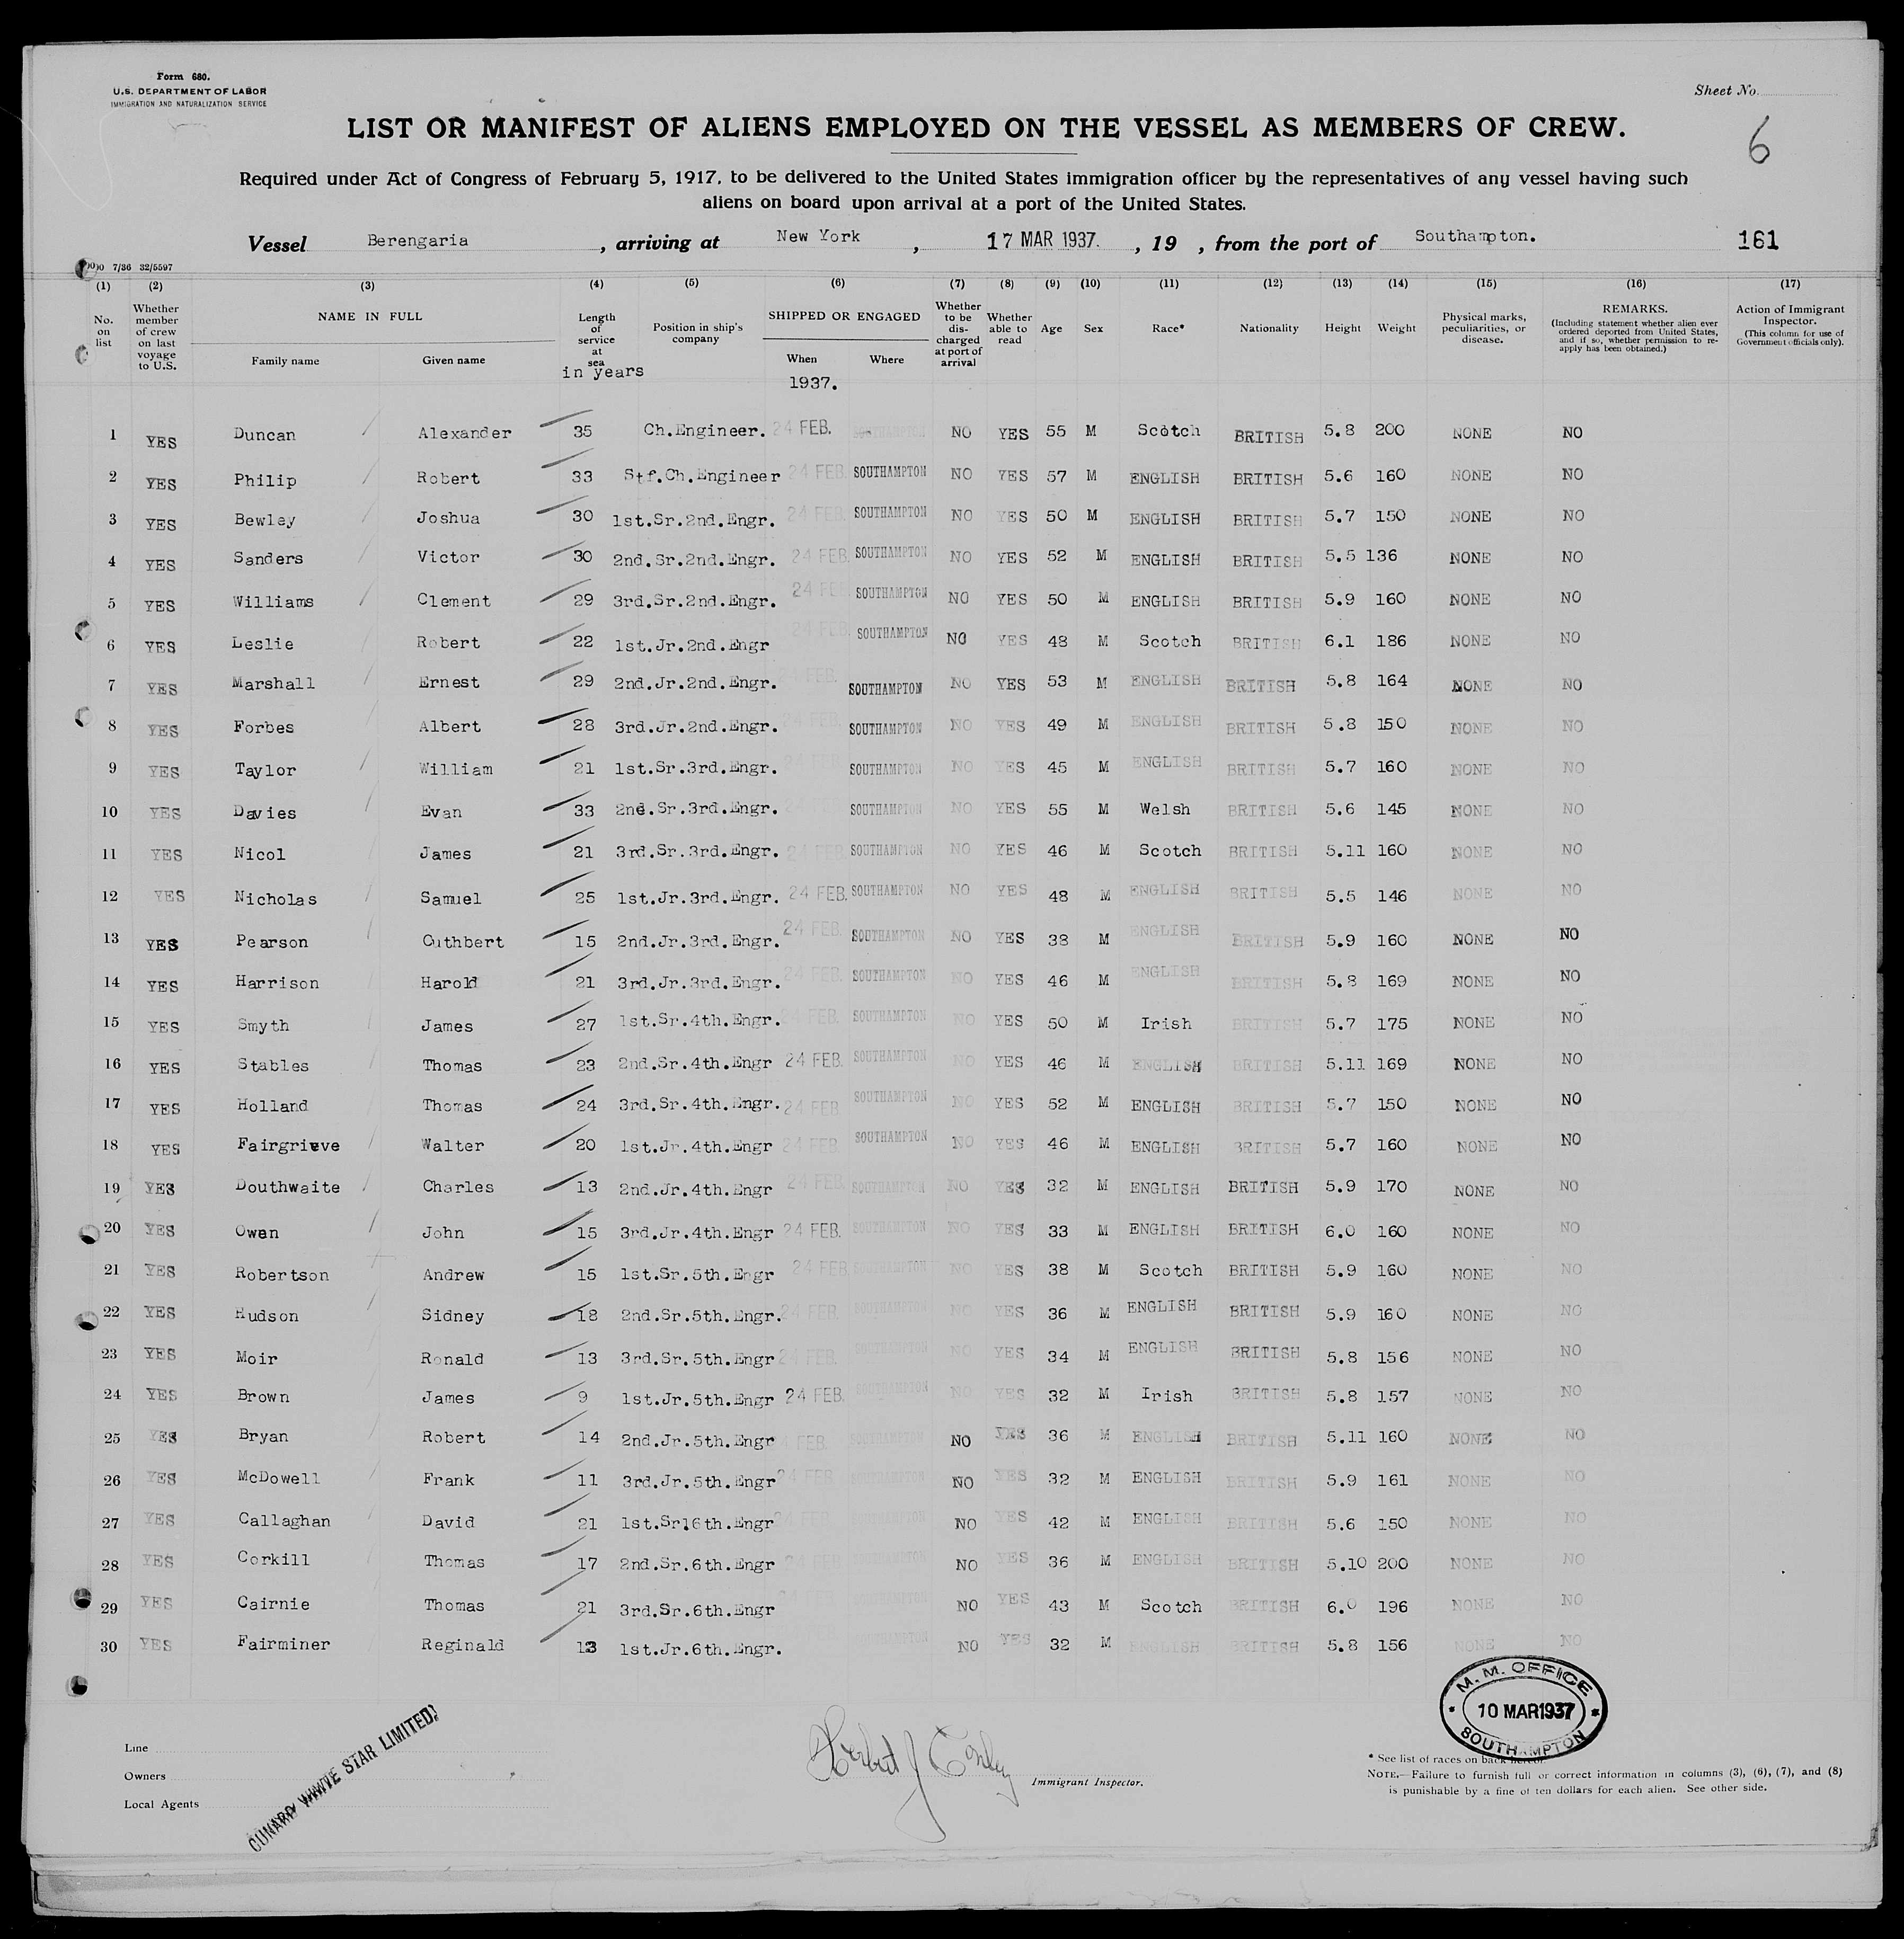 Form 680.
U.S. DEPARTMENT OF LABOR
IMMIGRATION AND NATURALIZATION SERVICE
Sheet No.
6
LIST OR MANIFEST OF ALIENS EMPLOYED ON THE VESSEL AS MEMBERS OF CREW.
Required under Act of Congress of February 5, 1917, to be delivered to the United States immigration officer by the representatives of any vessel having such
aliens on board upon arrival at a port of the United States.
Vessel Berengaria, arriving at New York, 17 MAR 1937., 19 , from the port of Southampton. 161
7/36 32/5597
(1) (2) (3) (4) (5) (6) (7) (8) (9) (10) (11) (12) (13) (14) (15) (16) (17)
No. on list
Whether member of crew on last voyage to U.S.
NAME IN FULL
Family name Given name
Length of service at sea
in years
Position in ship's company
SHIPPED OR ENGAGED
When Where
1937.
Whether to be discharged at port of arrival
Whether able to read
Age
Sex
Race*
Nationality
Height
Weight
Physical marks, peculiarities, or disease.
REMARKS.
(Including statement whether alien ever ordered deported from United States, and if so, whether permission to re-apply has been obtained.)
Action of Immigrant Inspector.
(This column for use of Government officials only).
1 YES Duncan Alexander 35 Ch.Engineer. 24 FEB. SOUTHAMPTON NO YES 55 M Scotch BRITISH 5.8 200 NONE NO
2 YES Philip Robert 33 Stf.Ch.Engineer 24 FEB. SOUTHAMPTON NO YES 57 M ENGLISH BRITISH 5.6 160 NONE NO
3 YES Bewley Joshua 30 1st.Sr.2nd.Engr. 24 FEB. SOUTHAMPTON NO YES 50 M ENGLISH BRITISH 5.7 150 NONE NO
4 YES Sanders Victor 30 2nd.Sr.2nd.Engr. 24 FEB. SOUTHAMPTON NO YES 52 M ENGLISH BRITISH 5.5 136 NONE NO
5 YES Williams Clement 29 3rd.Sr.2nd.Engr. 24 FEB. SOUTHAMPTON NO YES 50 M ENGLISH BRITISH 5.9 160 NONE NO
6 YES Leslie Robert 22 1st.Jr.2nd.Engr 24 FEB. SOUTHAMPTON NO YES 48 M Scotch BRITISH 6.1 186 NONE NO
7 YES Marshall Ernest 29 2nd.Jr.2nd.Engr. 24 FEB. SOUTHAMPTON NO YES 53 M ENGLISH BRITISH 5.8 164 NONE NO
8 YES Forbes Albert 28 3rd.Jr.2nd.Engr. 24 FEB. SOUTHAMPTON NO YES 49 M ENGLISH BRITISH 5.8 150 NONE NO
9 YES Taylor William 21 1st.Sr.3rd.Engr. 24 FEB. SOUTHAMPTON NO YES 45 M ENGLISH BRITISH 5.7 160 NONE NO
10 YES Davies Evan 33 2nd.Sr.3rd.Engr. 24 FEB. SOUTHAMPTON NO YES 55 M Welsh BRITISH 5.6 145 NONE NO
11 YES Nicol James 21 3rd.Sr.3rd.Engr. 24 FEB. SOUTHAMPTON NO YES 46 M Scotch BRITISH 5.11 160 NONE NO
12 YES Nicholas Samuel 25 1st.Jr.3rd.Engr. 24 FEB. SOUTHAMPTON NO YES 48 M ENGLISH BRITISH 5.5 146 NONE NO
13 YES Pearson Cuthbert 15 2nd.Jr.3rd.Engr. 24 FEB. SOUTHAMPTON NO YES 38 M ENGLISH BRITISH 5.9 160 NONE NO
14 YES Harrison Harold 21 3rd.Jr.3rd.Engr. 24 FEB. SOUTHAMPTON NO YES 46 M ENGLISH BRITISH 5.8 169 NONE NO
15 YES Smyth James 27 1st.Sr.4th.Engr. 24 FEB. SOUTHAMPTON NO YES 50 M Irish BRITISH 5.7 175 NONE NO
16 YES Stables Thomas 23 2nd.Sr.4th.Engr 24 FEB. SOUTHAMPTON NO YES 46 M ENGLISH BRITISH 5.11 169 NONE NO
17 YES Holland Thomas 24 3rd.Sr.4th.Engr. 24 FEB SOUTHAMPTON NO YES 52 M ENGLISH BRITISH 5.7 150 NONE NO
18 YES Fairgrieve Walter 20 1st.Jr.4th.Engr 24 FEB. SOUTHAMPTON NO YES 46 M ENGLISH BRITISH 5.7 160 NONE NO
19 YES Douthwaite Charles 13 2nd.Jr.4th.Engr 24 FEB. SOUTHAMPTON NO YES 32 M ENGLISH BRITISH 5.9 170 NONE NO
20 YES Owen John 15 3rd.Jr.4th.Engr 24 FEB. SOUTHAMPTON NO YES 33 M ENGLISH BRITISH 6.0 160 NONE NO
21 YES Robertson Andrew 15 1st.Sr.5th.Engr 24 FEB. SOUTHAMPTON NO YES 38 M Scotch BRITISH 5.9 160 NONE NO
22 YES Hudson Sidney 18 2nd.Sr.5th.Engr. 24 FEB. SOUTHAMPTON NO YES 36 M ENGLISH BRITISH 5.9 160 NONE NO
23 YES Moir Ronald 13 3rd.Sr.5th.Engr 24 FEB. SOUTHAMPTON NO YES 34 M ENGLISH BRITISH 5.8 156 NONE NO
24 YES Brown James 9 1st.Jr.5th.Engr 24 FEB. SOUTHAMPTON NO YES 32 M Irish BRITISH 5.8 157 NONE NO
25 YES Bryan Robert 14 2nd.Jr.5th.Engr 24 FEB. SOUTHAMPTON NO YES 36 M ENGLISH BRITISH 5.11 160 NONE NO
26 YES McDowell Frank 11 3rd.Jr.5th.Engr 24 FEB SOUTHAMPTON NO YES 32 M ENGLISH BRITISH 5.9 161 NONE NO
27 YES Callaghan David 21 1st.Sr16th.Engr 24 FEB. SOUTHAMPTON NO YES 42 M ENGLISH BRITISH 5.6 150 NONE NO
28 YES Corkill Thomas 17 2nd.Sr.6th.Engr 24 FEB. SOUTHAMPTON NO YES 36 M ENGLISH BRITISH 5.10 200 NONE NO
29 YES Cairnie Thomas 21 3rd.Sr.6th.Engr 24 FEB. SOUTHAMPTON NO YES 43 M Scotch BRITISH 6.0 196 NONE NO
30 YES Fairminer Reginald 13 1st.Jr.6th.Engr. SOUTHAMPTON NO YES 32 M ENGLISH BRITISH 5.8 156 NONE NO
M. M. OFFICE
10 MAR 1937
SOUTHAMPTON
Line
Owners
Local Agents
CUNARD WHITE STAR LIMITED
Herbert J Conley
Immigrant Inspector.
* See list of races on back hereof.
NOTE.—Failure to furnish full or correct information in columns (3), (6), (7), and (8)
is punishable by a fine of ten dollars for each alien. See other side.